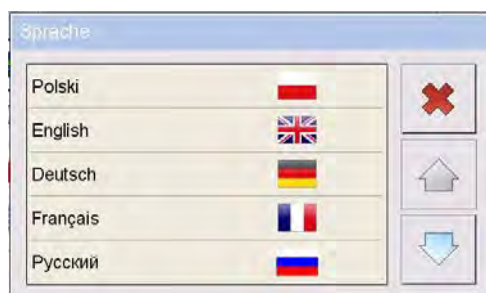 Sprache
Polski
English
Deutsch
Français
Русский